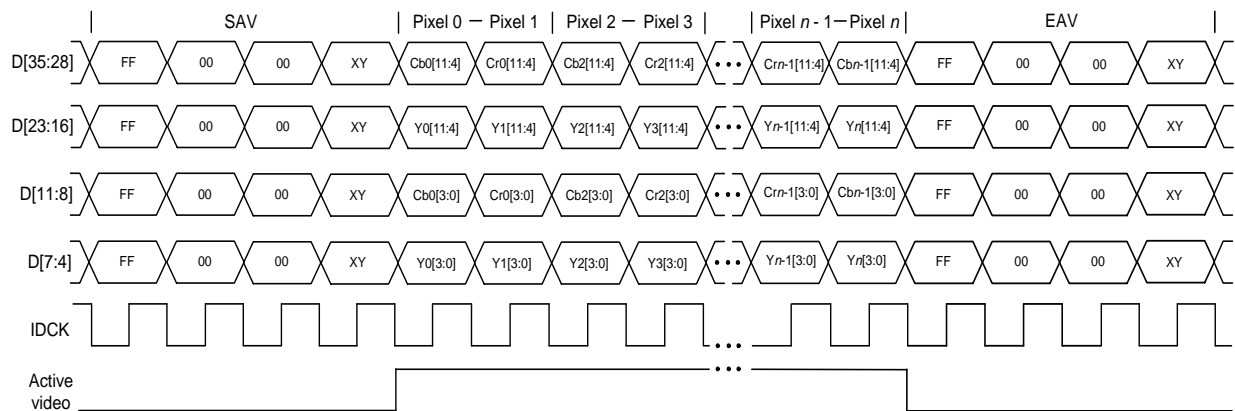 SAV Pixel 0 – Pixel 1 Pixel 2 – Pixel 3 Pixel n - 1 – Pixel n EAV
D[35:28] FF 00 00 XY Cb0[11:4] Cr0[11:4] Cb2[11:4] Cr2[11:4] ••• Crn-1[11:4] Cbn-1[11:4] FF 00 00 XY
D[23:16] FF 00 00 XY Y0[11:4] Y1[11:4] Y2[11:4] Y3[11:4] ••• Yn-1[11:4] Yn[11:4] FF 00 00 XY
D[11:8] FF 00 00 XY Cb0[3:0] Cr0[3:0] Cb2[3:0] Cr2[3:0] ••• Crn-1[3:0] Cbn-1[3:0] FF 00 00 XY
D[7:4] FF 00 00 XY Y0[3:0] Y1[3:0] Y2[3:0] Y3[3:0] ••• Yn-1[3:0] Yn[3:0] FF 00 00 XY
IDCK •••
Active •••
video